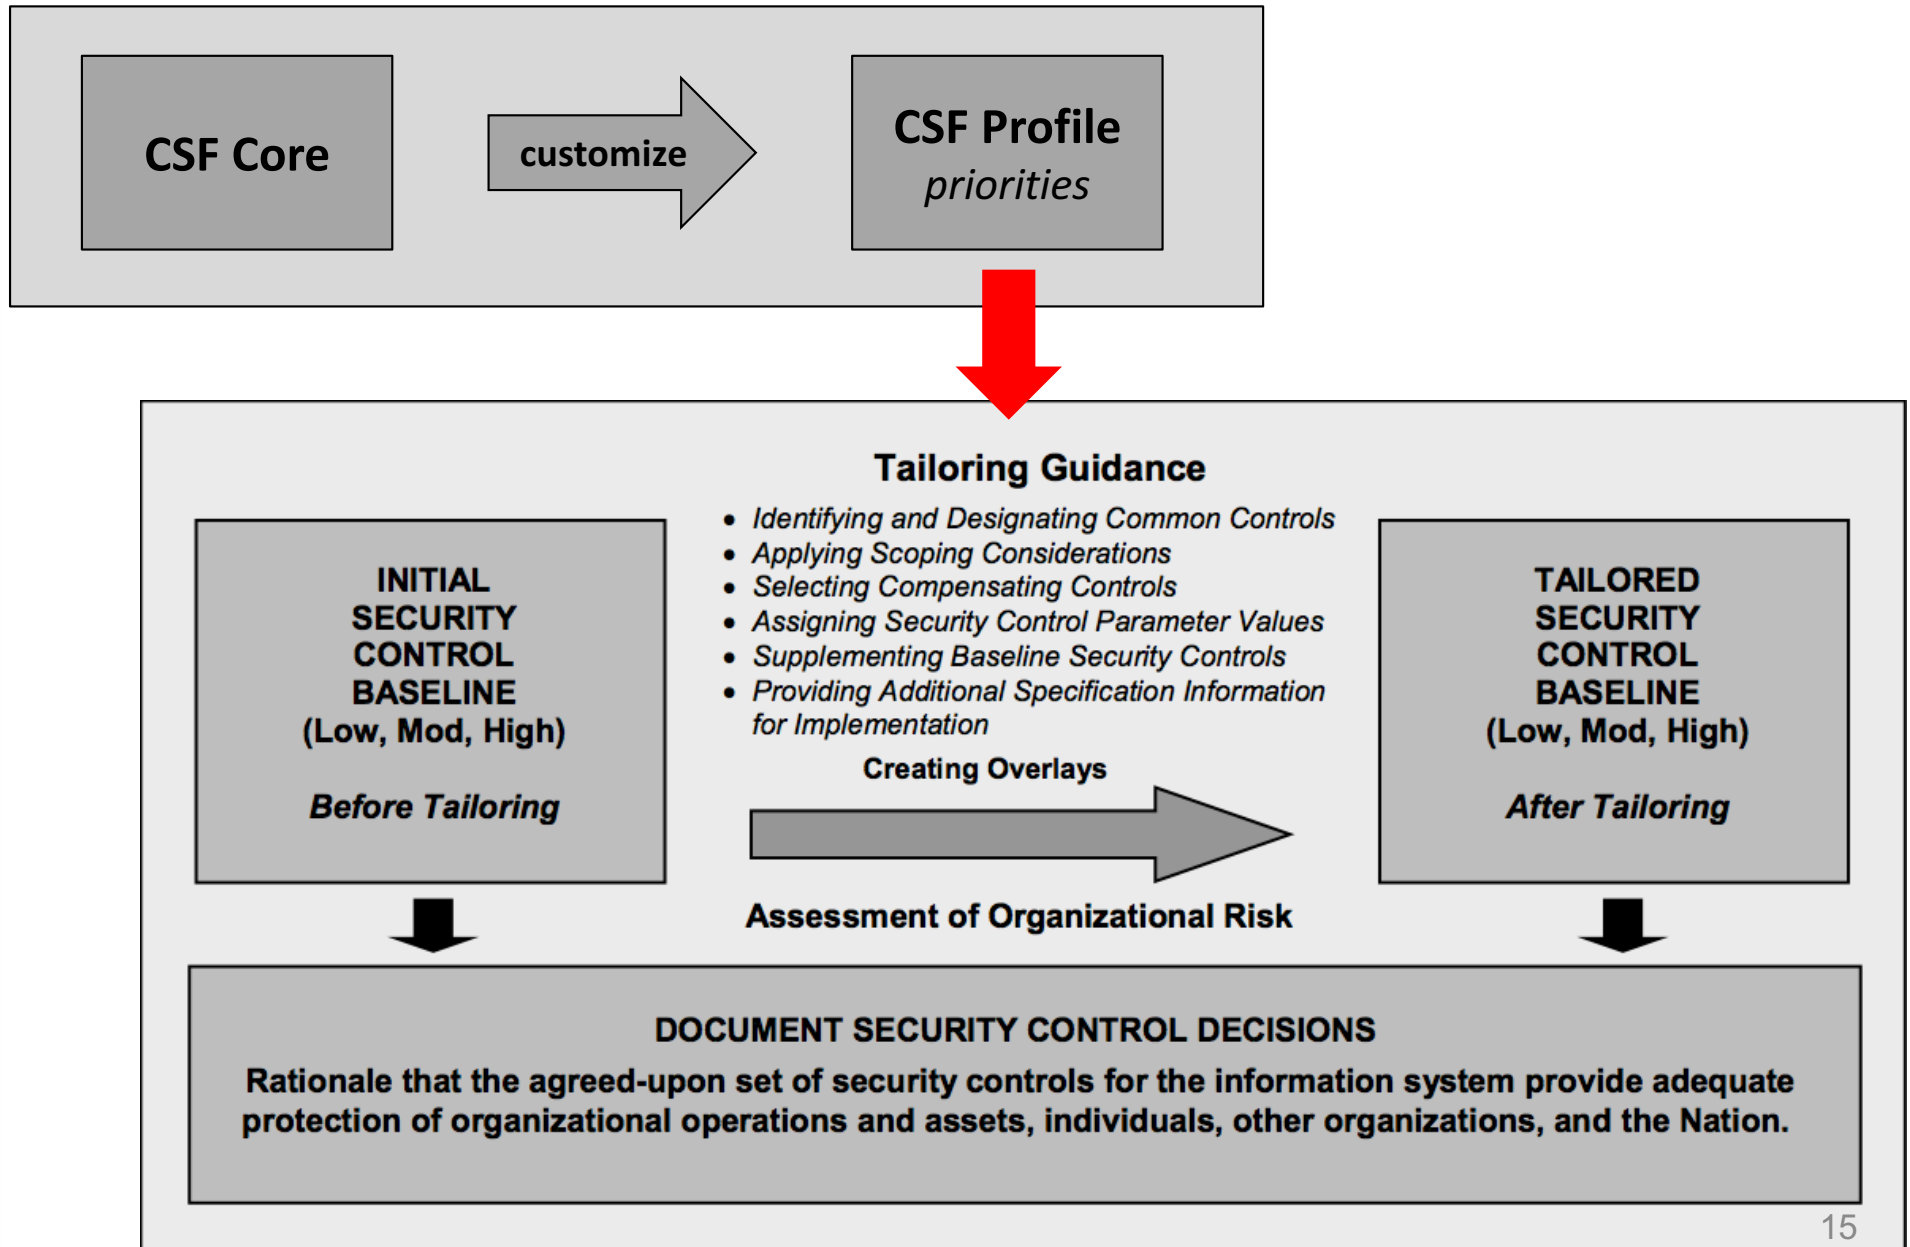 CSF Core
customize
CSF Profile
priorities
Tailoring Guidance
• Identifying and Designating Common Controls
• Applying Scoping Considerations
• Selecting Compensating Controls
• Assigning Security Control Parameter Values
• Supplementing Baseline Security Controls
• Providing Additional Specification Information
for Implementation
Creating Overlays
Assessment of Organizational Risk
INITIAL
SECURITY
CONTROL
BASELINE
(Low, Mod, High)
Before Tailoring
TAILORED
SECURITY
CONTROL
BASELINE
(Low, Mod, High)
After Tailoring
DOCUMENT SECURITY CONTROL DECISIONS
Rationale that the agreed-upon set of security controls for the information system provide adequate
protection of organizational operations and assets, individuals, other organizations, and the Nation.
15